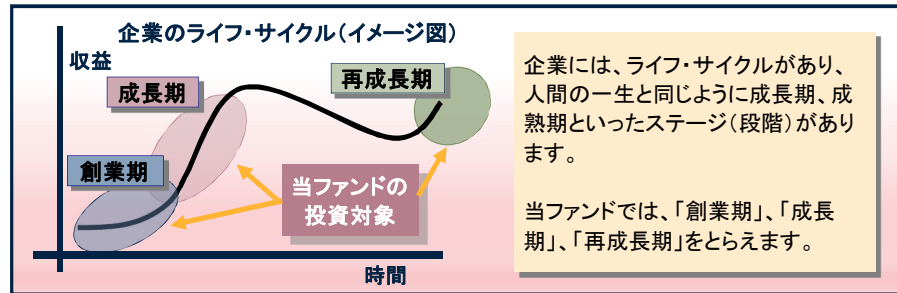 企業のライフ・サイクル(イメージ図)
収益
成長期
再成長期
創業期
当ファンドの
投資対象
時間
企業には、ライフ・サイクルがあり、
人間の一生と同じように成長期、成
熟期といったステージ(段階)があり
ます。
当ファンドでは、「創業期」、「成長
期」、「再成長期」をとらえます。